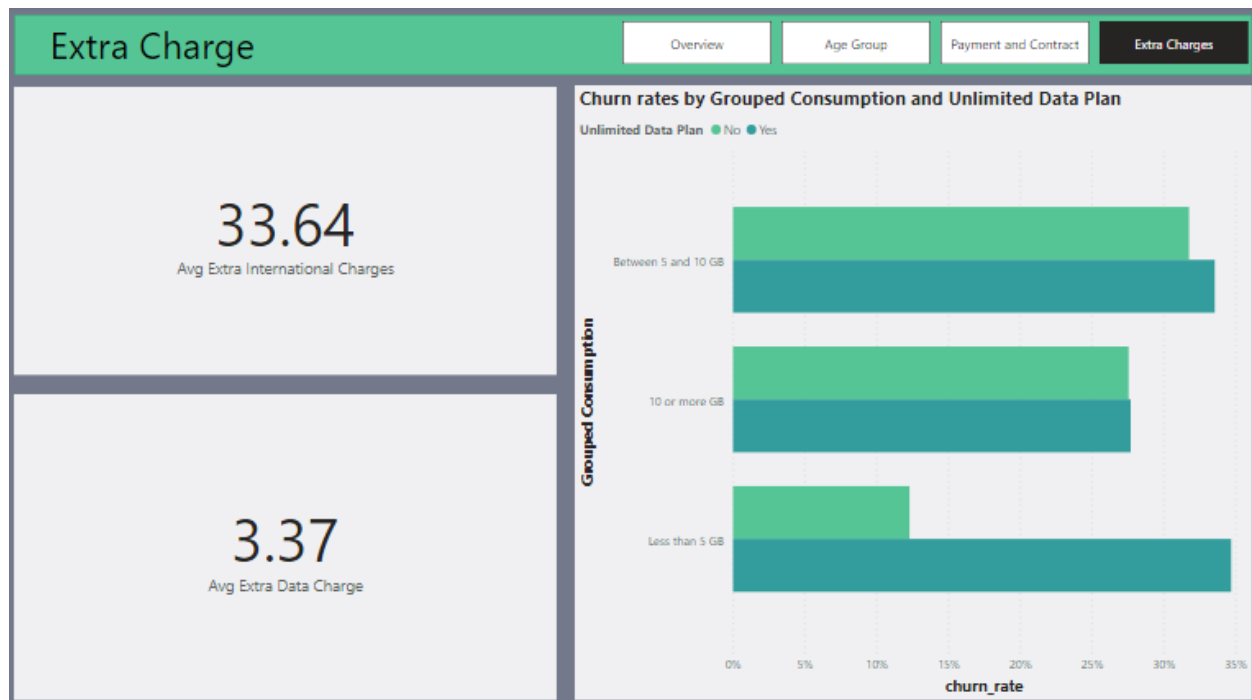 Extra Charge
Overview
Age Group
Payment and Contract
Extra Charges
33.64
Avg Extra International Charges
3.37
Avg Extra Data Charge
Churn rates by Grouped Consumption and Unlimited Data Plan
Unlimited Data Plan No Yes
Grouped Consumption
Between 5 and 10 GB
10 or more GB
Less than 5 GB
0% 5% 10% 15% 20% 25% 30% 35%
churn_rate